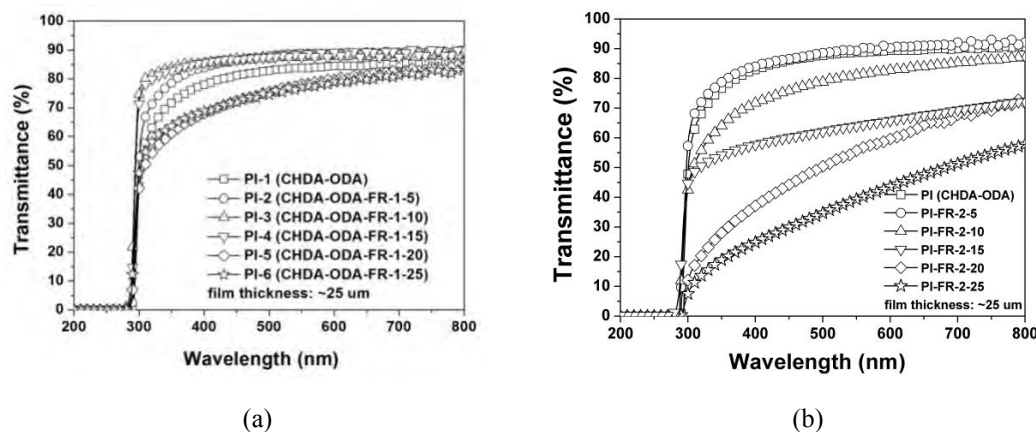 100
90
80
70
60
50
40
30
20
10
0
Transmittance (%)
PI-1 (CHDA-ODA)
PI-2 (CHDA-ODA-FR-1-5)
PI-3 (CHDA-ODA-FR-1-10)
PI-4 (CHDA-ODA-FR-1-15)
PI-5 (CHDA-ODA-FR-1-20)
PI-6 (CHDA-ODA-FR-1-25)
film thickness: ~25 um
200 300 400 500 600 700 800
Wavelength (nm)
(a)
100
90
80
70
60
50
40
30
20
10
0
Transmittance (%)
PI (CHDA-ODA)
PI-FR-2-5
PI-FR-2-10
PI-FR-2-15
PI-FR-2-20
PI-FR-2-25
film thickness: ~25 um
200 300 400 500 600 700 800
Wavelength (nm)
(b)